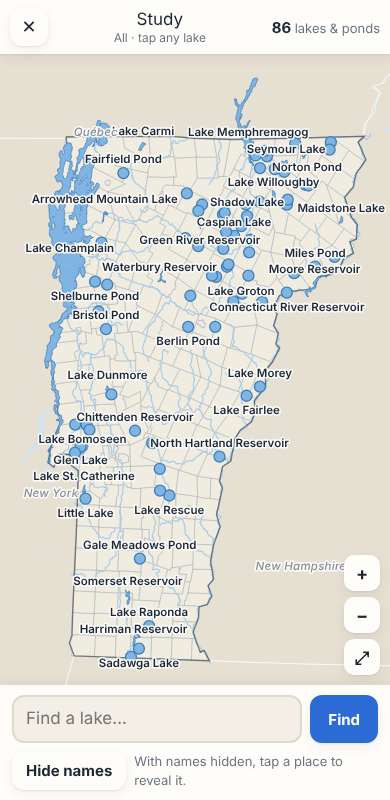 ✕
Study
All · tap any lake
86 lakes & ponds
Québec
ake Carmi
Lake Memphremagog
Seymour Lake
Fairfield Pond
Norton Pond
Lake Willoughby
Arrowhead Mountain Lake
Shadow Lake
Maidstone Lake
Caspian Lake
Green River Reservoir
Lake Champlain
Miles Pond
Waterbury Reservoir
Moore Reservoir
Lake Groton
Shelburne Pond
Connecticut River Reservoir
Bristol Pond
Berlin Pond
Lake Dunmore
Lake Morey
Lake Fairlee
Chittenden Reservoir
Lake Bomoseen
North Hartland Reservoir
Glen Lake
Lake St. Catherine
New York
Little Lake
Lake Rescue
Gale Meadows Pond
New Hampshire
Somerset Reservoir
Lake Raponda
Harriman Reservoir
Sadawga Lake
+
−
Find a lake...
Find
Hide names
With names hidden, tap a place to
reveal it.